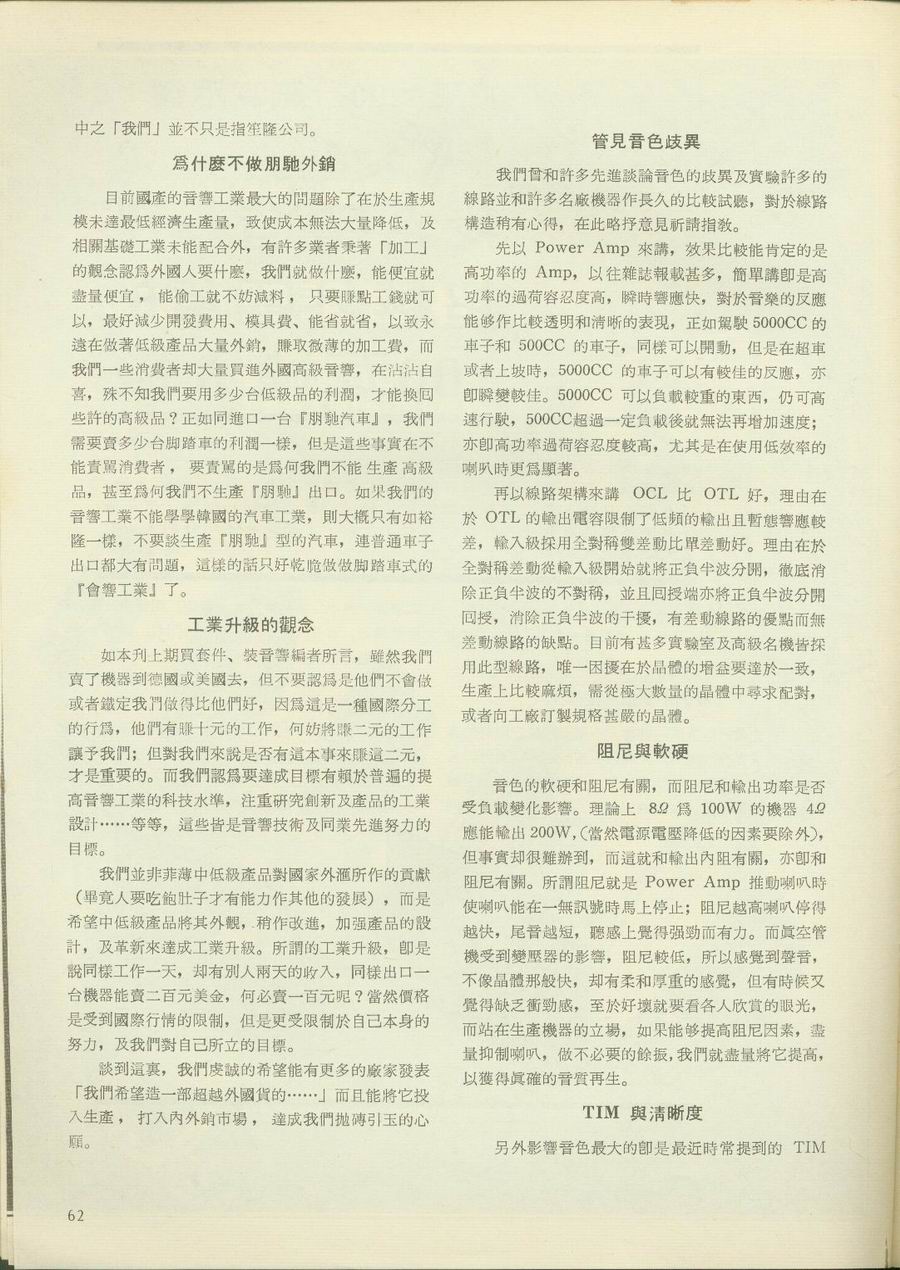 中之「我們」並不只是指笙隆公司。
爲什麽不做朋馳外銷
目前國產的音響工業最大的問題除了在於生產規
模未達最低經濟生產量，致使成本無法大量降低，及
相關基礎工業未能配合外，有許多業者秉著「加工」
的觀念認爲外國人要什麽，我們就做什麽，能便宜就
盡量便宜，能偷工就不妨減料，只要賺點工錢就可
以，最好減少開發費用、模具費、能省就省，以致永
遠在做著低級產品大量外銷，賺取微薄的加工費，而
我們一些消費者却大量買進外國高級音響，在沾沾自
喜，殊不知我們要用多少台低級品的利潤，才能換囘
些許的高級品？正如同進口一台『朋馳汽車』，我們
需要賣多少台脚踏車的利潤一樣，但是這些事實在不
能責罵消費者，要責罵的是爲何我們不能生產高級
品，甚至爲何我們不生產『朋馳』出口。如果我們的
音響工業不能學學韓國的汽車工業，則大概只有如裕
隆一樣，不要談生產『朋馳』型的汽車，連普通車子
出口都大有問題，這樣的話只好乾脆做做脚踏車式的
『會響工業』了。
工業升級的觀念
如本刋上期買套件、裝音響編者所言，雖然我們
賣了機器到德國或美國去，但不要認爲是他們不會做
或者鐵定我們做得比他們好，因爲這是一種國際分工
的行爲，他們有賺十元的工作，何妨將賺二元的工作
讓予我們；但對我們來說是否有這本事來賺這二元，
才是重要的。而我們認爲要達成目標有賴於普遍的提
高音響工業的科技水準，注重研究創新及產品的工業
設計……等等，這些皆是音響技術及同業先進努力的
目標。
我們並非菲薄中低級產品對國家外滙所作的貢獻
（畢竟人要吃飽肚子才有能力作其他的發展），而是
希望中低級產品將其外觀，稍作改進，加强產品的設
計，及革新來達成工業升級。所謂的工業升級，卽是
說同樣工作一天，却有別人兩天的收入，同樣出口一
台機器能賣二百元美金，何必賣一百元呢？當然價格
是受到國際行情的限制，但是更受限制於自己本身的
努力，及我們對自己所立的目標。
談到這裏，我們虔誠的希望能有更多的廠家發表
「我們希望造一部超越外國貨的……」而且能將它投
入生產，打入內外銷市場，達成我們拋磚引玉的心
願。
管見音色歧異
我們曾和許多先進談論音色的歧異及實驗許多的
線路並和許多名廠機器作長久的比較試聽，對於線路
構造稍有心得，在此略抒意見祈請指敎。
先以 Power Amp 來講，效果比較能肯定的是
高功率的 Amp，以往雜誌報載甚多，簡單講卽是高
功率的過荷容忍度高，瞬時響應快，對於音樂的反應
能够作比較透明和清晰的表現，正如駕駛 5000CC 的
車子和 500CC 的車子，同樣可以開動，但是在超車
或者上坡時，5000CC 的車子可以有較佳的反應，亦
卽瞬變較佳。5000CC 可以負載較重的東西，仍可高
速行駛，500CC超過一定負載後就無法再增加速度；
亦卽高功率過荷容忍度較高，尤其是在使用低效率的
喇叭時更爲顯著。
再以線路架構來講 OCL 比 OTL 好，理由在
於 OTL 的輸出電容限制了低頻的輸出且暫態響應較
差，輸入級採用全對稱雙差動比單差動好。理由在於
全對稱差動從輸入級開始就將正負半波分開，徹底消
除正負半波的不對稱，並且囘授端亦將正負半波分開
囘授，消除正負半波的干擾，有差動線路的優點而無
差動線路的缺點。目前有甚多實驗室及高級名機皆採
用此型線路，唯一困擾在於晶體的增益要達於一致，
生產上比較麻煩，需從極大數量的晶體中尋求配對，
或者向工廠訂製規格甚嚴的晶體。
阻尼與軟硬
音色的軟硬和阻尼有關，而阻尼和輸出功率是否
受負載變化影響。理論上 8Ω 爲 100W 的機器 4Ω
應能輸出 200W，（當然電源電壓降低的因素要除外），
但事實却很難辦到，而這就和輸出內阻有關，亦卽和
阻尼有關。所謂阻尼就是 Power Amp 推動喇叭時
使喇叭能在一無訊號時馬上停止；阻尼越高喇叭停得
越快，尾音越短，聽感上覺得强勁而有力。而眞空管
機受到變壓器的影響，阻尼較低，所以感覺到聲音，
不像晶體那般快，却有柔和厚重的感覺，但有時候又
覺得缺乏衝勁感，至於好壞就要看各人欣賞的眼光，
而站在生產機器的立場，如果能够提高阻尼因素，盡
量抑制喇叭，做不必要的餘振，我們就盡量將它提高，
以獲得眞確的音質再生。
TIM 與清晰度
另外影響音色最大的卽是最近時常提到的 TIM
62